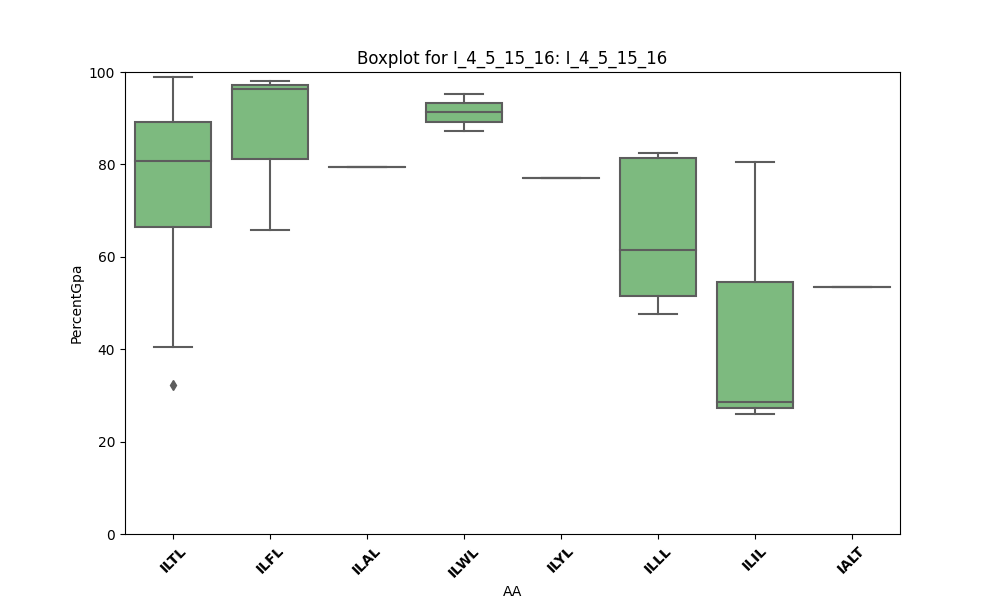 Boxplot for I_4_5_15_16: I_4_5_15_16
PercentGpa
100
80
60
40
20
0
ILTL
ILFL
ILAL
ILWL
ILYL
ILLL
ILIL
IALT
AA